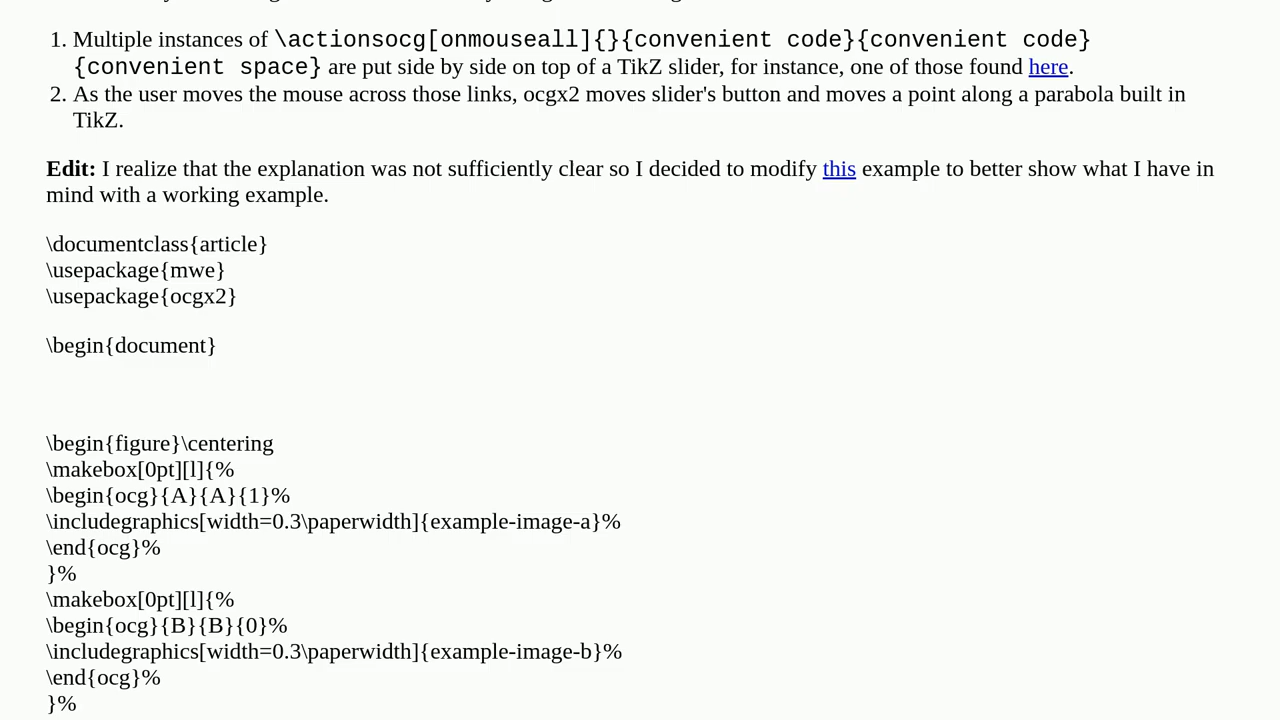 1. Multiple instances of \actionsocg[onmouseall]{}{convenient code}{convenient code}
{convenient space} are put side by side on top of a TikZ slider, for instance, one of those found here.
2. As the user moves the mouse across those links, ocgx2 moves slider's button and moves a point along a parabola built in
TikZ.
Edit: I realize that the explanation was not sufficiently clear so I decided to modify this example to better show what I have in
mind with a working example.
\documentclass{article}
\usepackage{mwe}
\usepackage{ocgx2}
\begin{document}
\begin{figure}\centering
\makebox[0pt][l]{%
\begin{ocg}{A}{A}{1}%
\includegraphics[width=0.3\paperwidth]{example-image-a}%
\end{ocg}%
}%
\makebox[0pt][l]{%
\begin{ocg}{B}{B}{0}%
\includegraphics[width=0.3\paperwidth]{example-image-b}%
\end{ocg}%
}%